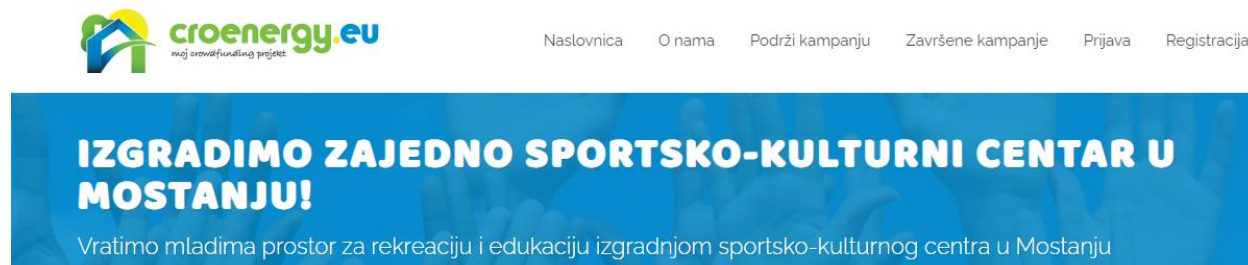 croenergy.eu
moj crowdfunding projekt
Naslovnica O nama Podrži kampanju Završene kampanje Prijava Registracija
IZGRADIMO ZAJEDNO SPORTSKO-KULTURNI CENTAR U
MOSTANJU!
Vratimo mladima prostor za rekreaciju i edukaciju izgradnjom sportsko-kulturnog centra u Mostanju